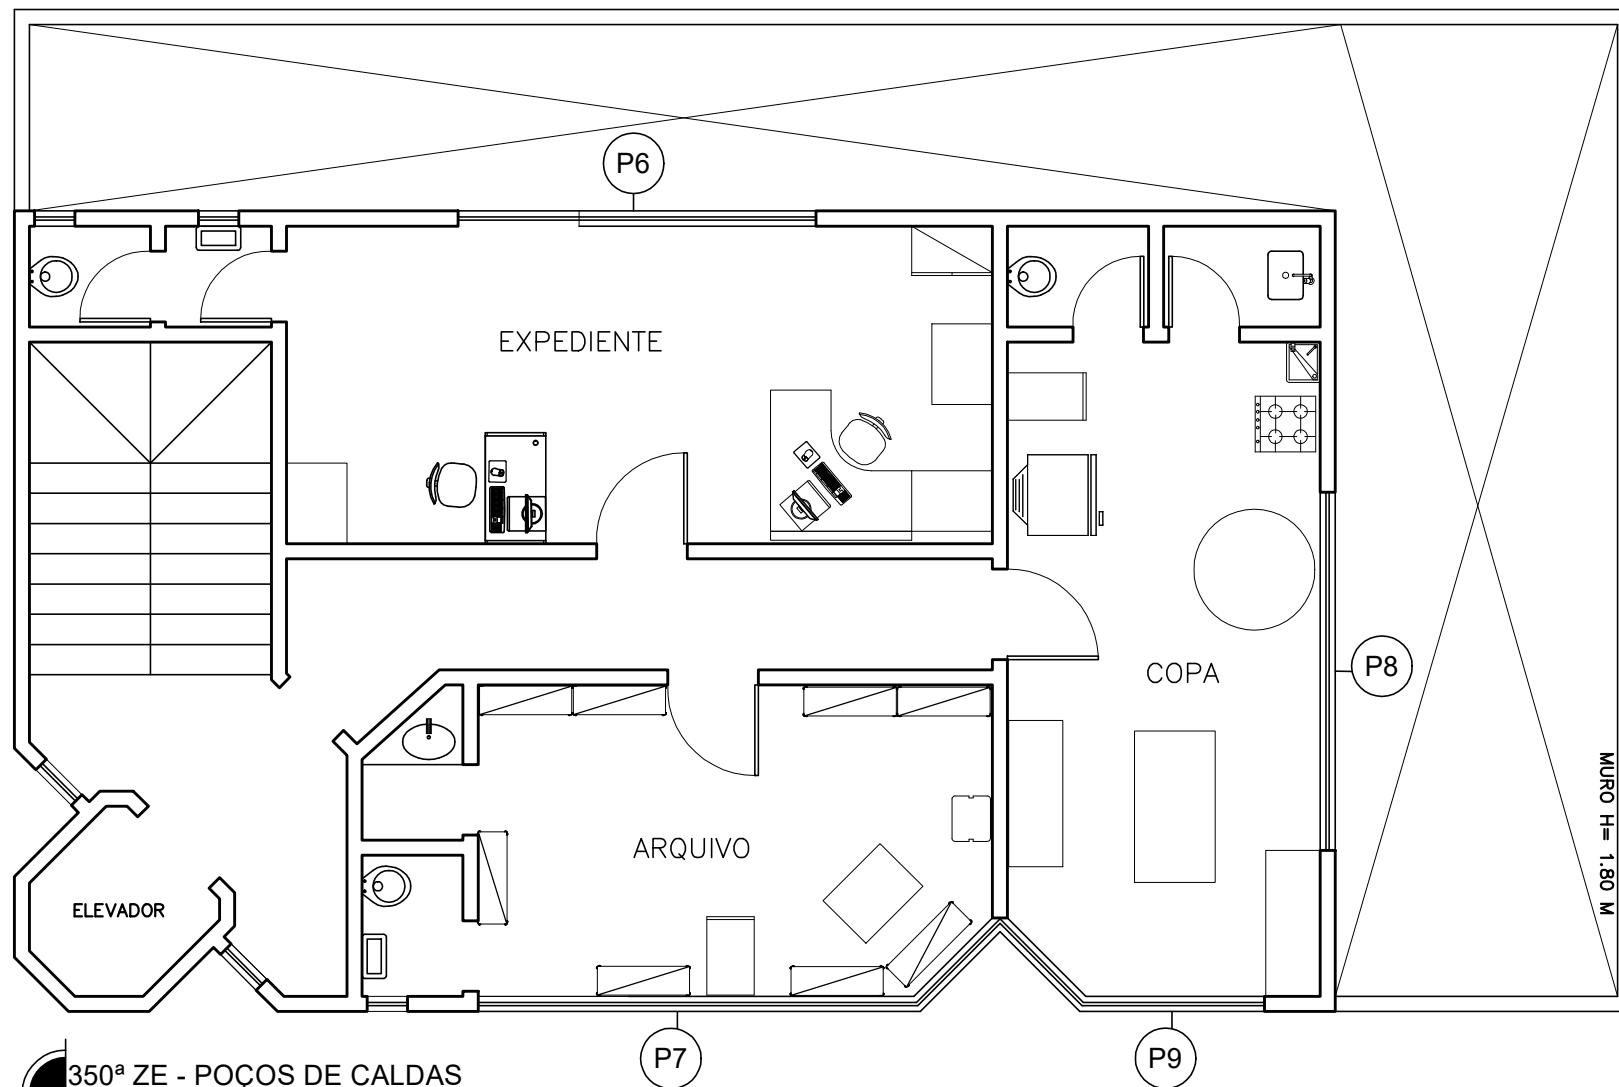 P6
EXPEDIENTE
COPA
P8
MURO H= 1.80 M
ARQUIVO
ELEVADOR
P7
P9
350ª ZE - POÇOS DE CALDAS